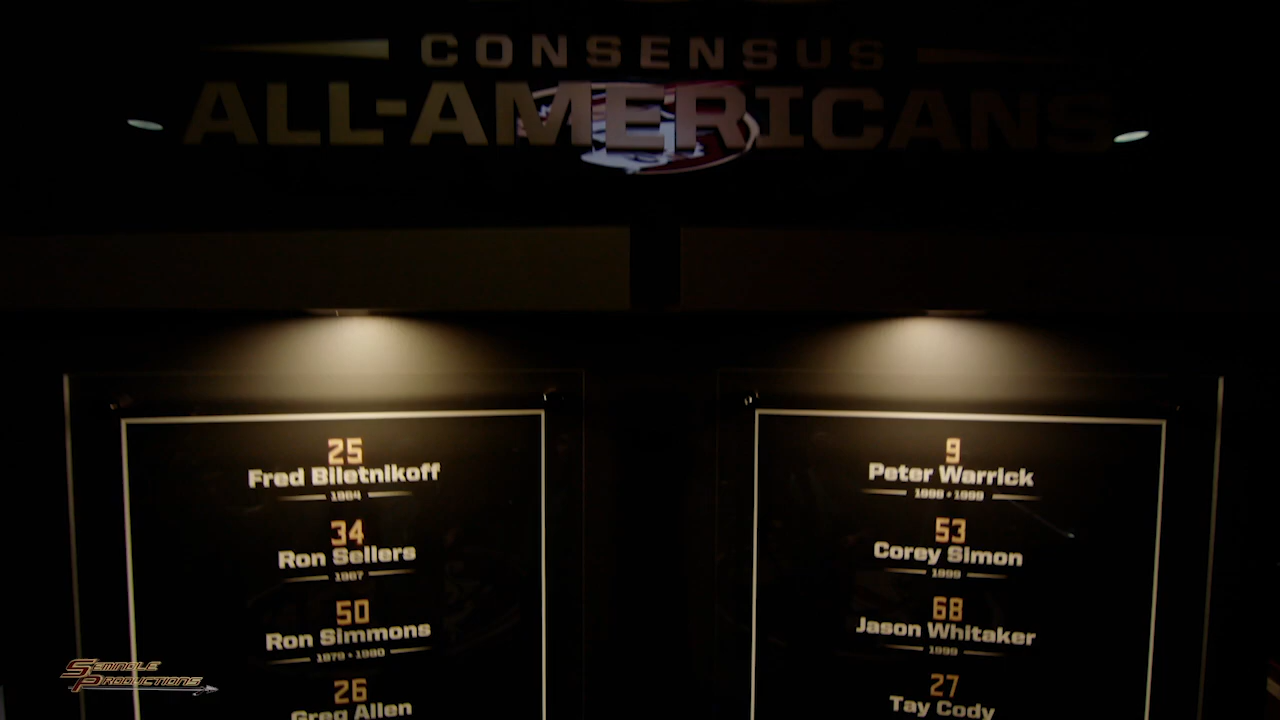 CONSENSUS
ALL-AMERICANS
25
Fred Biletnikoff
1964
34
Ron Sellers
1967
50
Ron Simmons
1979 • 1980
26
Greg Allen
9
Peter Warrick
1998 • 1999
53
Corey Simon
1999
68
Jason Whitaker
1999
27
Tay Cody
SEMINOLE
PRODUCTIONS